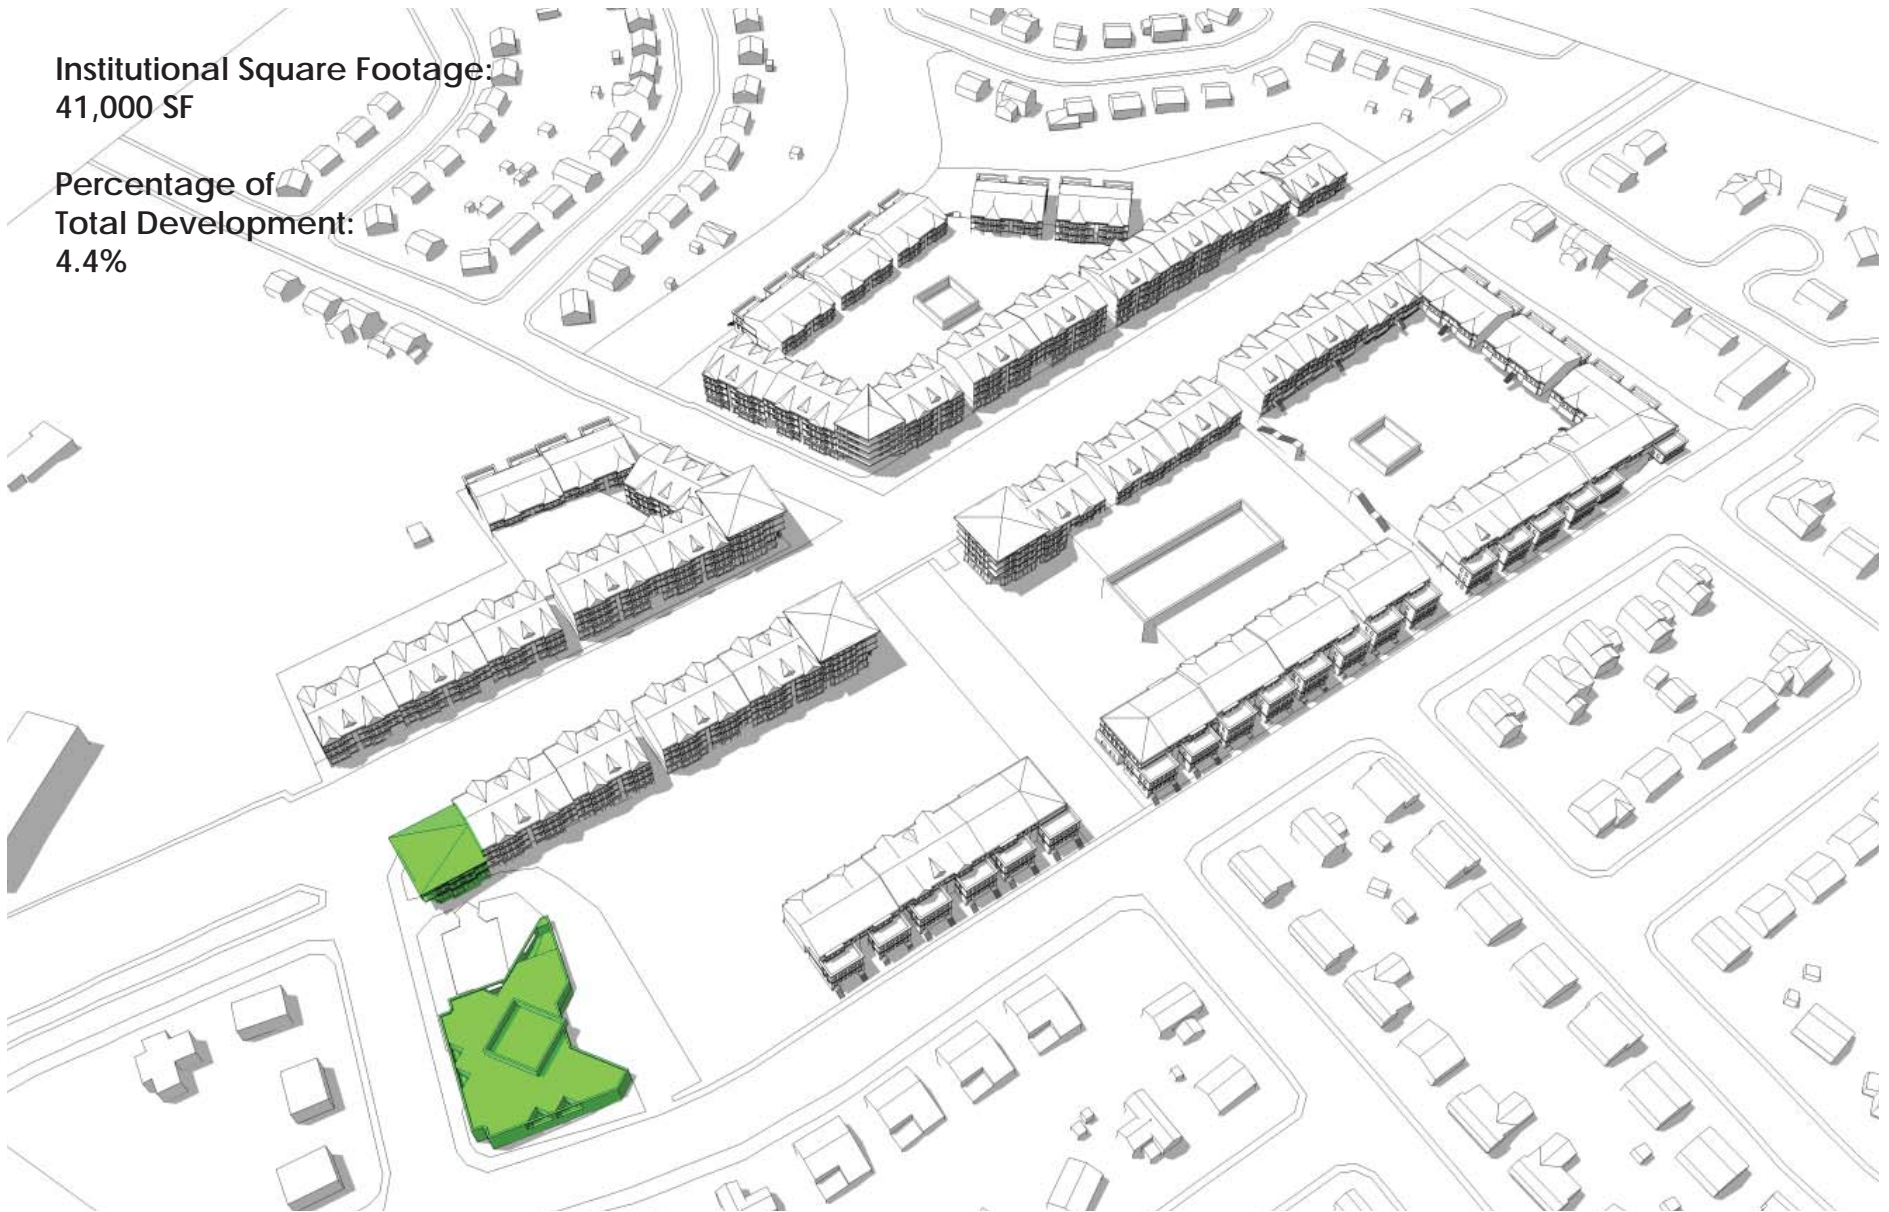 Institutional Square Footage:
41,000 SF
Percentage of
Total Development:
4.4%